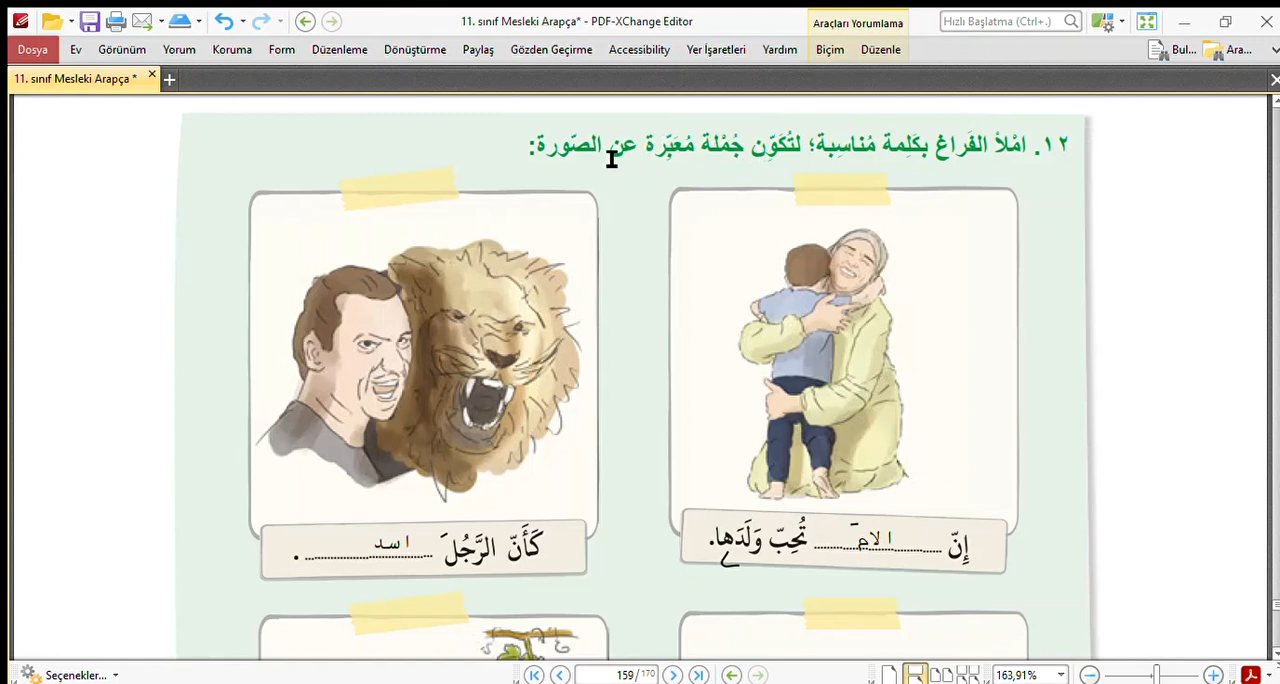 11. sınıf Mesleki Arapça* - PDF-XChange Editor
Araçları Yorumlama
Hızlı Başlatma (Ctrl+.)
Dosya Ev Görünüm Yorum Koruma Form Düzenleme Dönüştürme Paylaş Gözden Geçirme Accessibility Yer İşaretleri Yardım Biçim Düzenle Bul... Ara...
11. sınıf Mesleki Arapça *
١٢. امْلأ الفَراغ بكَلِمة مُناسِبة؛ لتُكَوّن جُمْلة مُعَبّرة عن الصّورة:
إِنّ الامَّ تُحِبّ وَلَدَها.
كَأَنّ الرَّجُلَ اسد .
Seçenekler...
159 / 170
163,91%